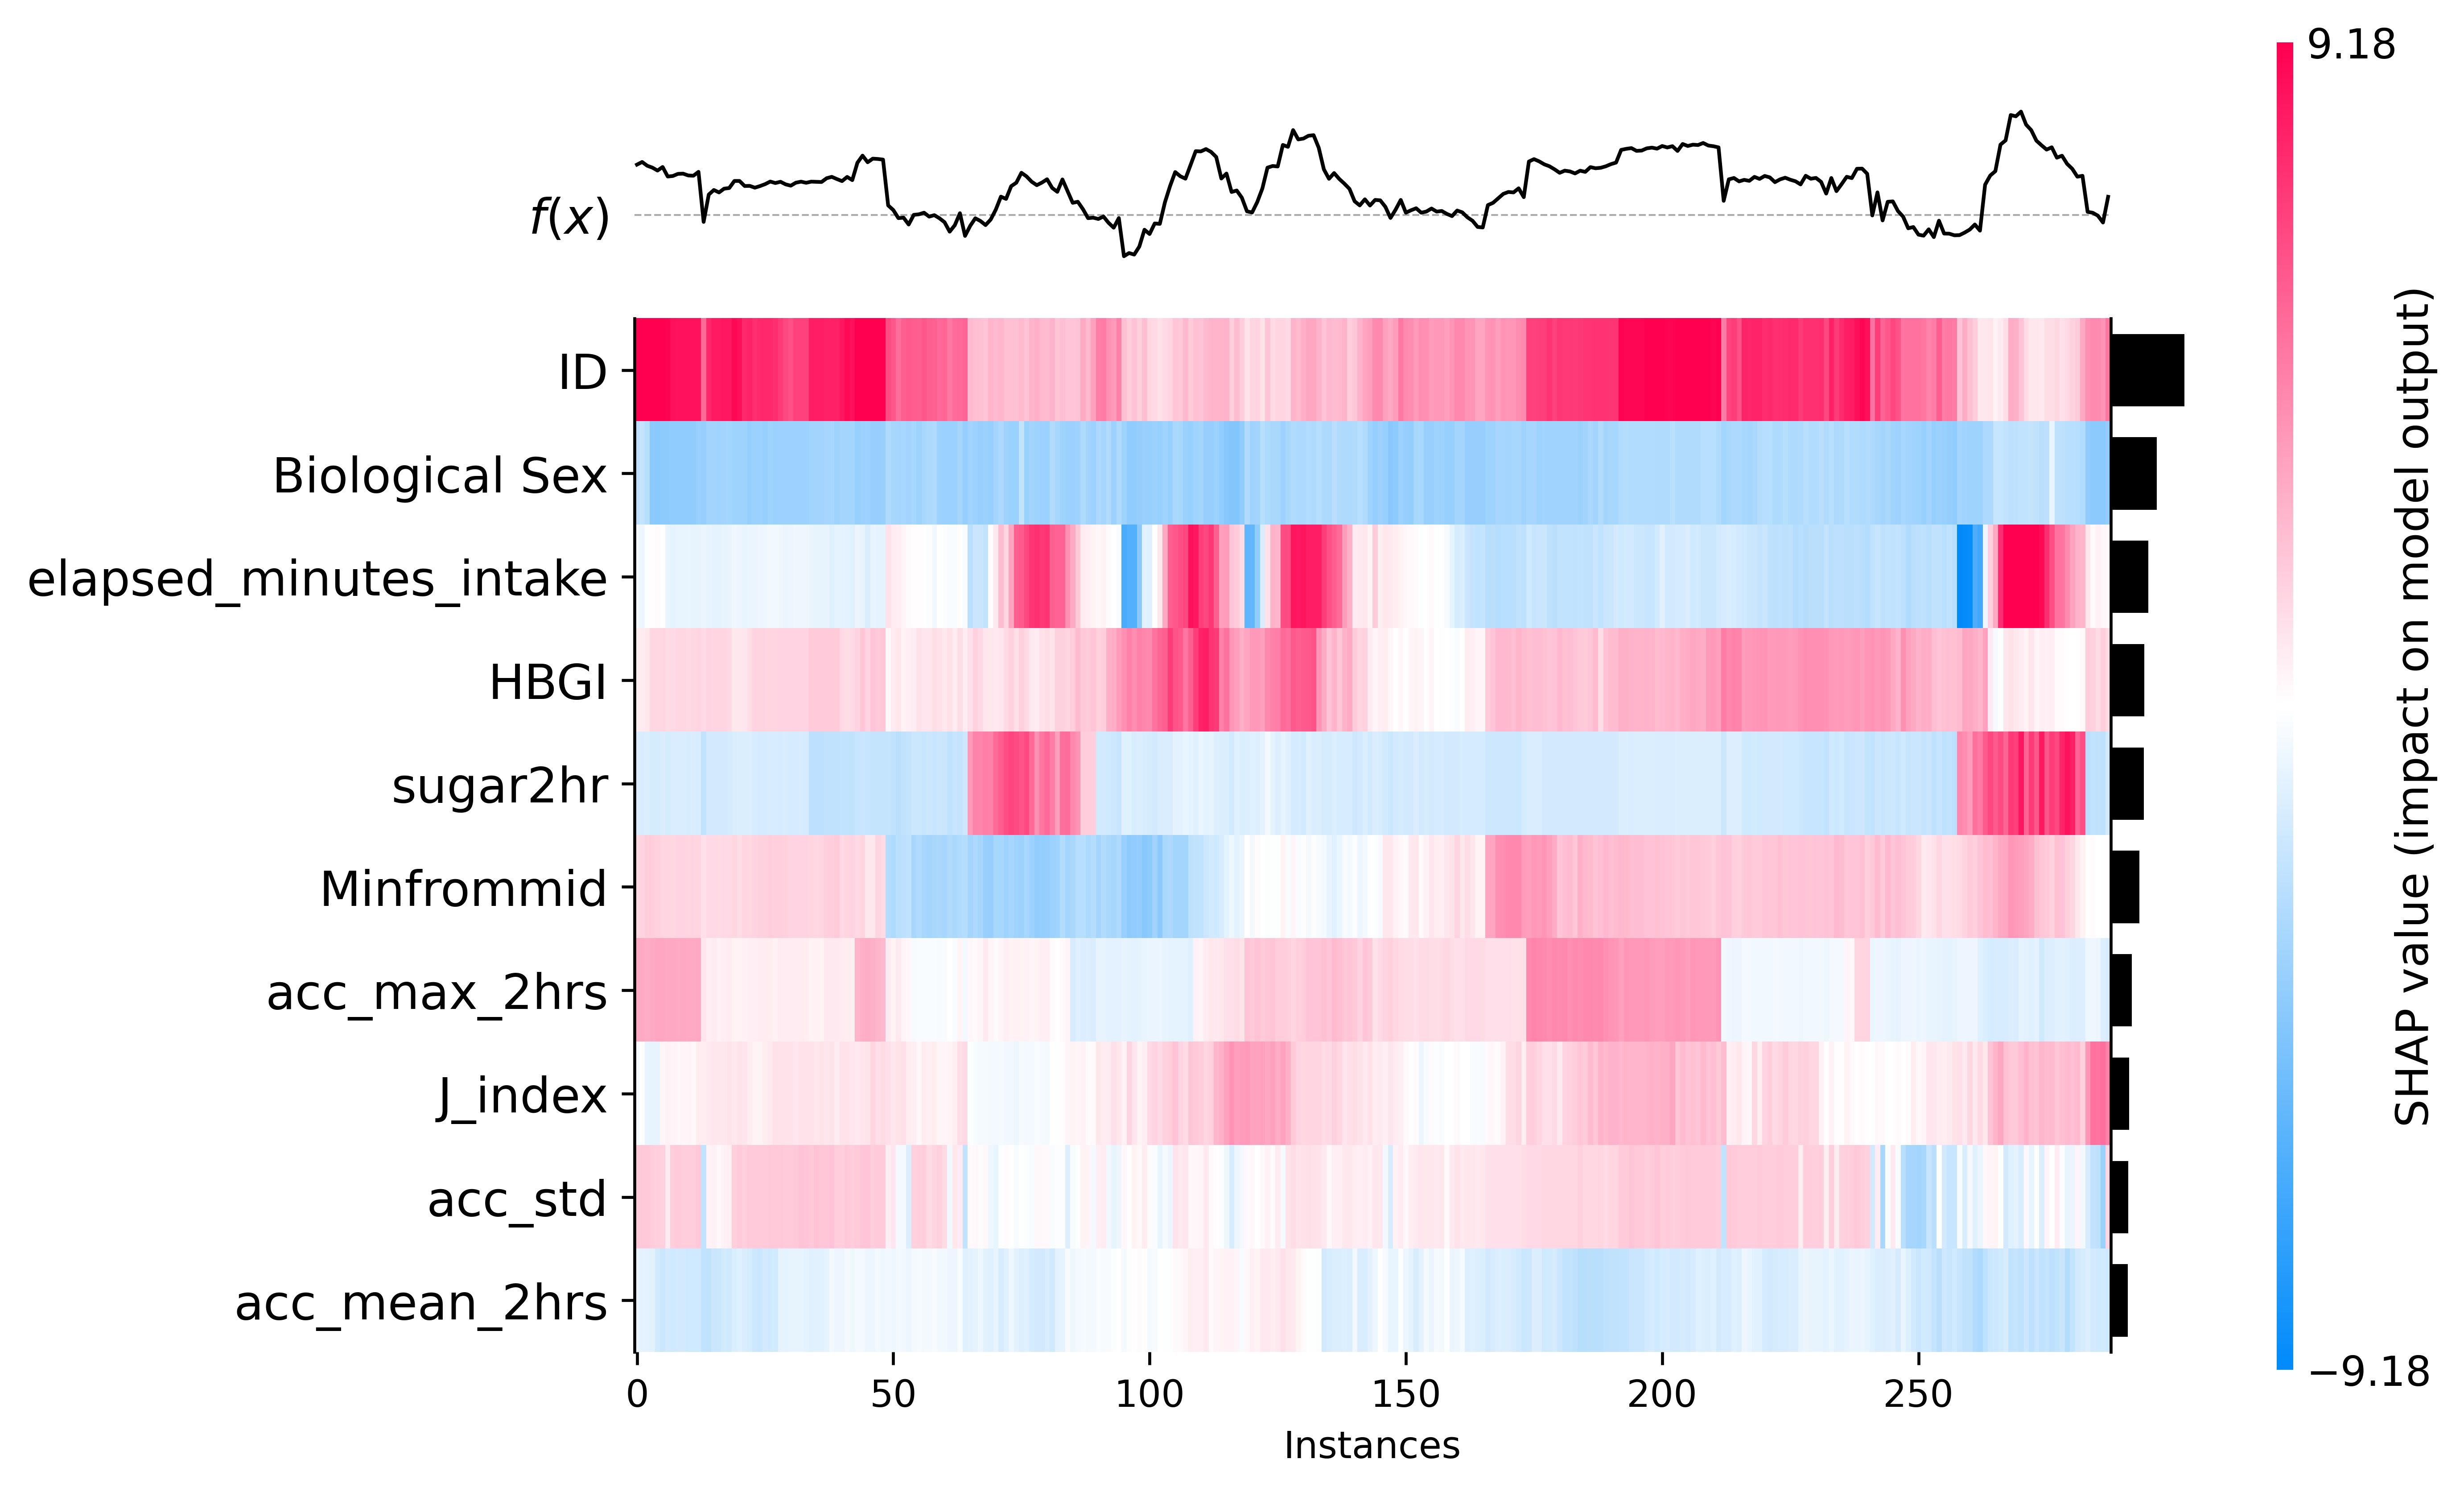 9.18
f(x)
ID
Biological Sex
elapsed_minutes_intake
HBGI
sugar2hr
Minfrommid
acc_max_2hrs
J_index
acc_std
acc_mean_2hrs
0 50 100 150 200 250
Instances
−9.18
SHAP value (impact on model output)